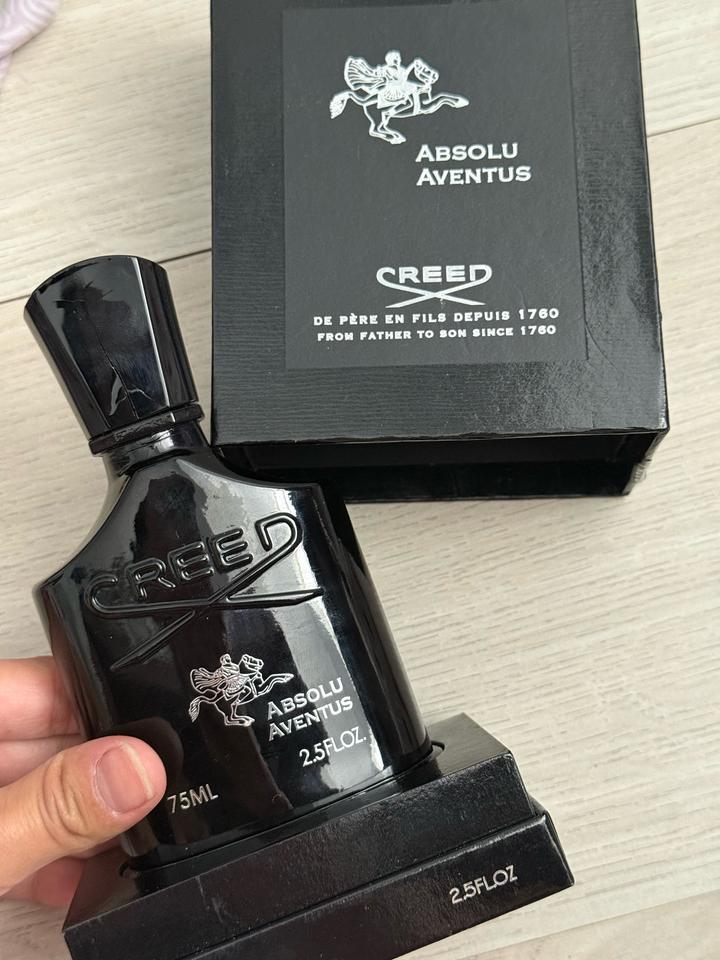 ABSOLU
AVENTUS
CREED
DE PÈRE EN FILS DEPUIS 1760
FROM FATHER TO SON SINCE 1760
CREED
ABSOLU
AVENTUS
75ML
2.5FLOZ.
2.5FLOZ